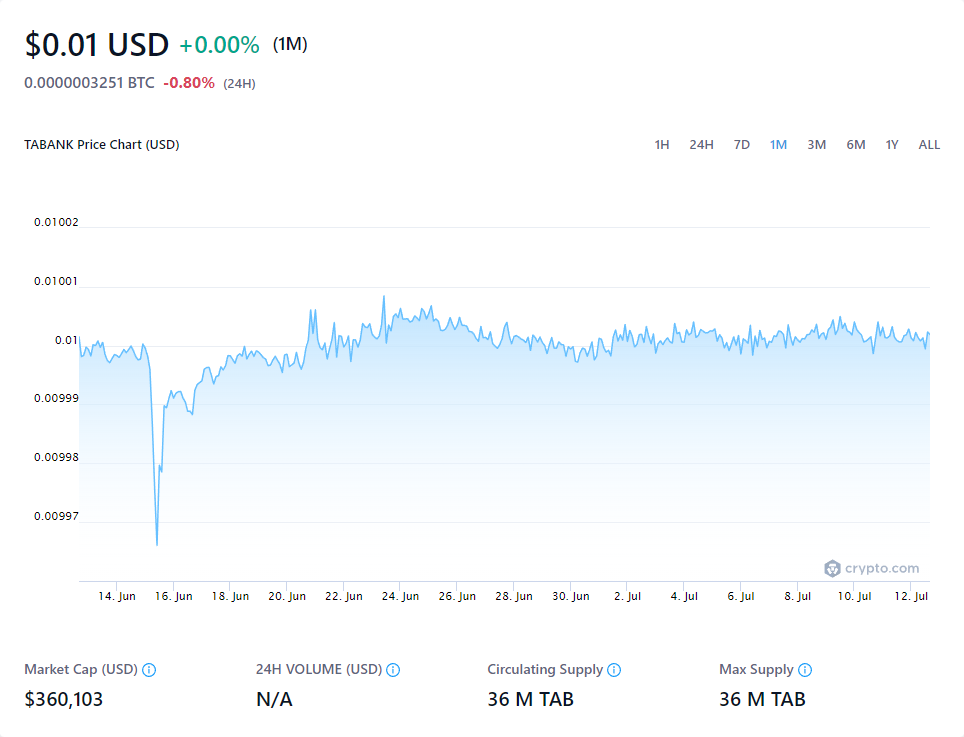 $0.01 USD +0.00% (1M)
0.0000003251 BTC -0.80% (24H)
TABANK Price Chart (USD) 1H 24H 7D 1M 3M 6M 1Y ALL
0.01002
0.01001
0.01
0.00999
0.00998
0.00997
crypto.com
14. Jun 16. Jun 18. Jun 20. Jun 22. Jun 24. Jun 26. Jun 28. Jun 30. Jun 2. Jul 4. Jul 6. Jul 8. Jul 10. Jul 12. Jul
Market Cap (USD) 24H VOLUME (USD) Circulating Supply Max Supply
$360,103 N/A 36 M TAB 36 M TAB